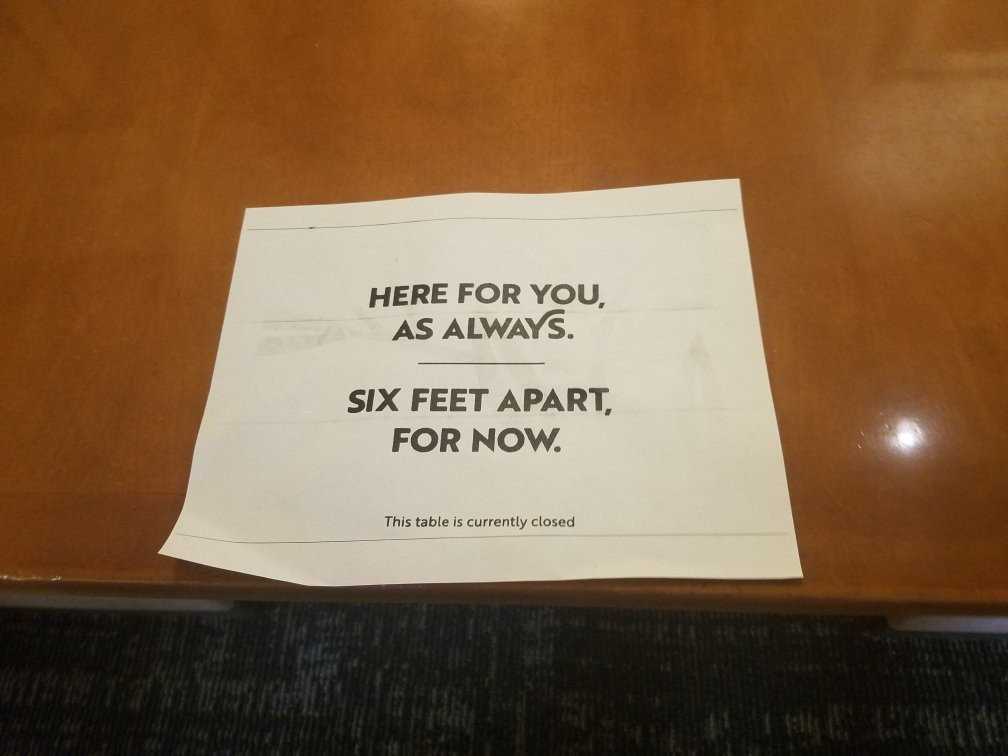 HERE FOR YOU,
AS ALWAYS.
SIX FEET APART,
FOR NOW.
This table is currently closed